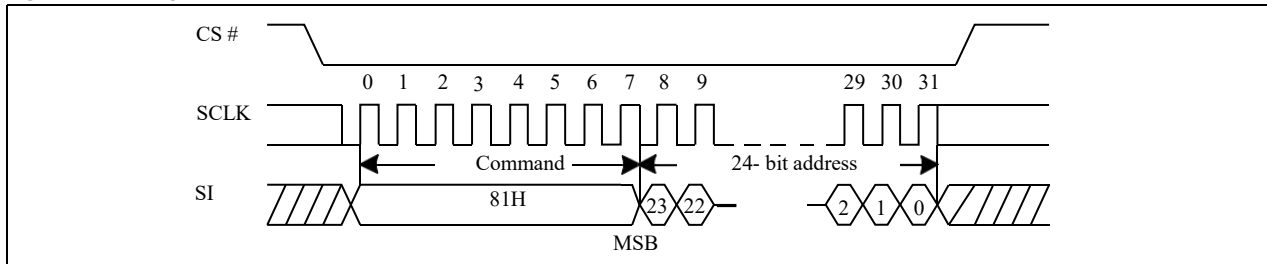 CS #
0 1 2 3 4 5 6 7 8 9 29 30 31
SCLK
Command 24- bit address
SI
81H 23 22 2 1 0
MSB